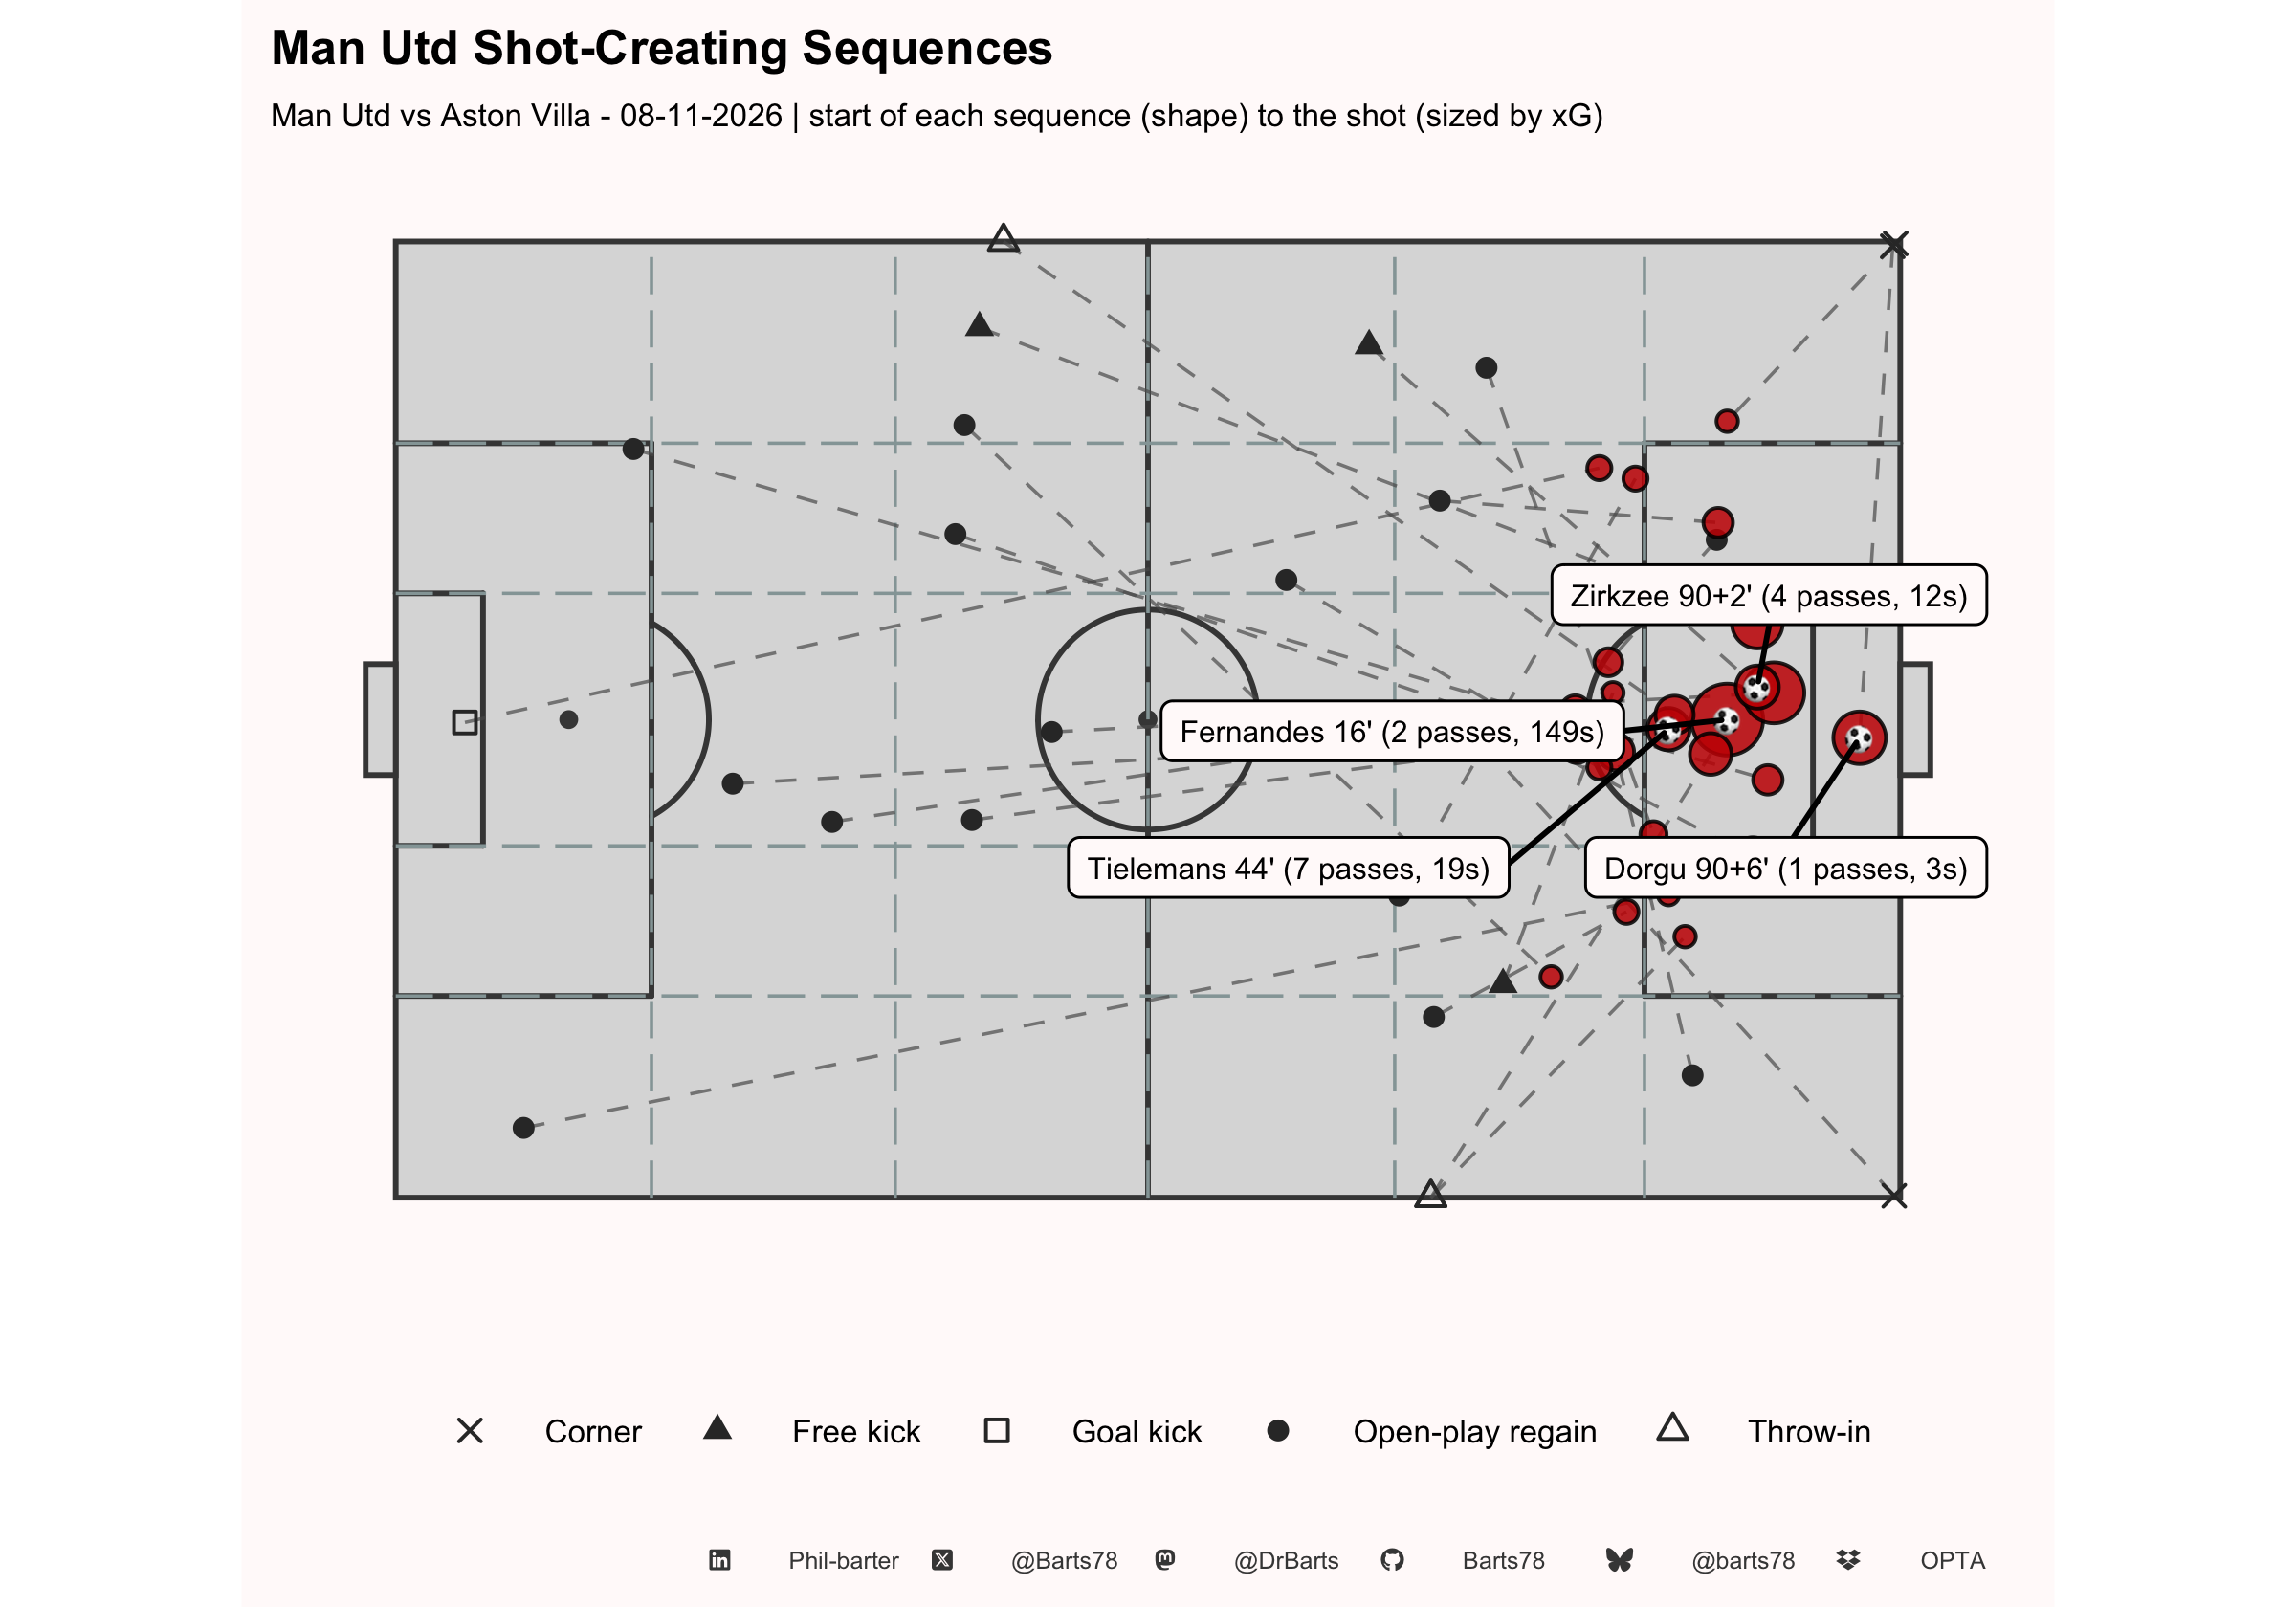 Man Utd Shot-Creating Sequences
Man Utd vs Aston Villa - 08-11-2026 | start of each sequence (shape) to the shot (sized by xG)
Zirkzee 90+2' (4 passes, 12s)
Fernandes 16' (2 passes, 149s)
Tielemans 44' (7 passes, 19s)
Dorgu 90+6' (1 passes, 3s)
Corner Free kick Goal kick Open-play regain Throw-in
Phil-barter @Barts78 @DrBarts Barts78 @barts78 OPTA